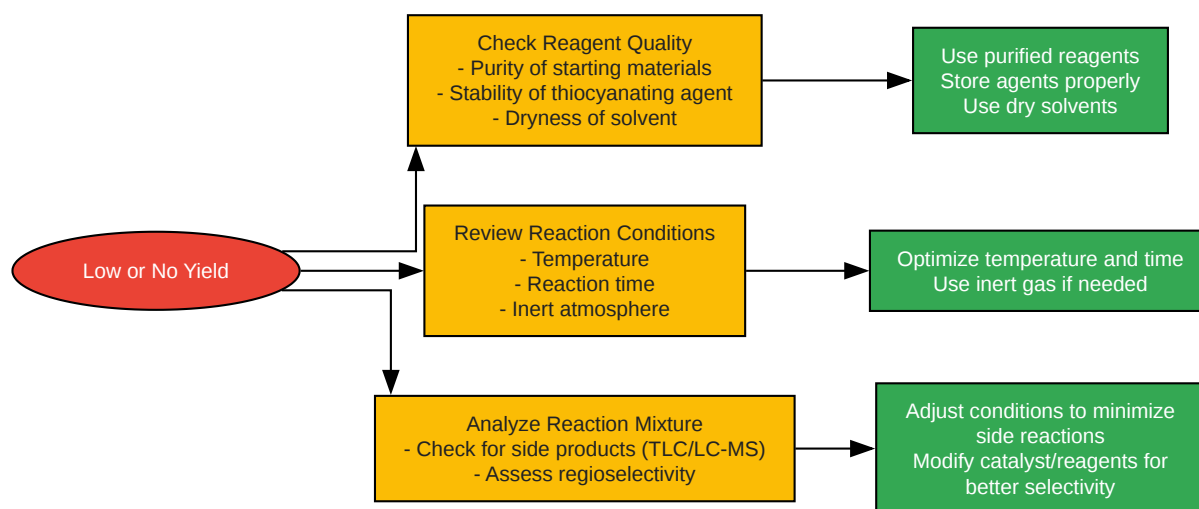 Low or No Yield
Check Reagent Quality
- Purity of starting materials
- Stability of thiocyanating agent
- Dryness of solvent
Use purified reagents
Store agents properly
Use dry solvents
Review Reaction Conditions
- Temperature
- Reaction time
- Inert atmosphere
Optimize temperature and time
Use inert gas if needed
Analyze Reaction Mixture
- Check for side products (TLC/LC-MS)
- Assess regioselectivity
Adjust conditions to minimize
side reactions
Modify catalyst/reagents for
better selectivity